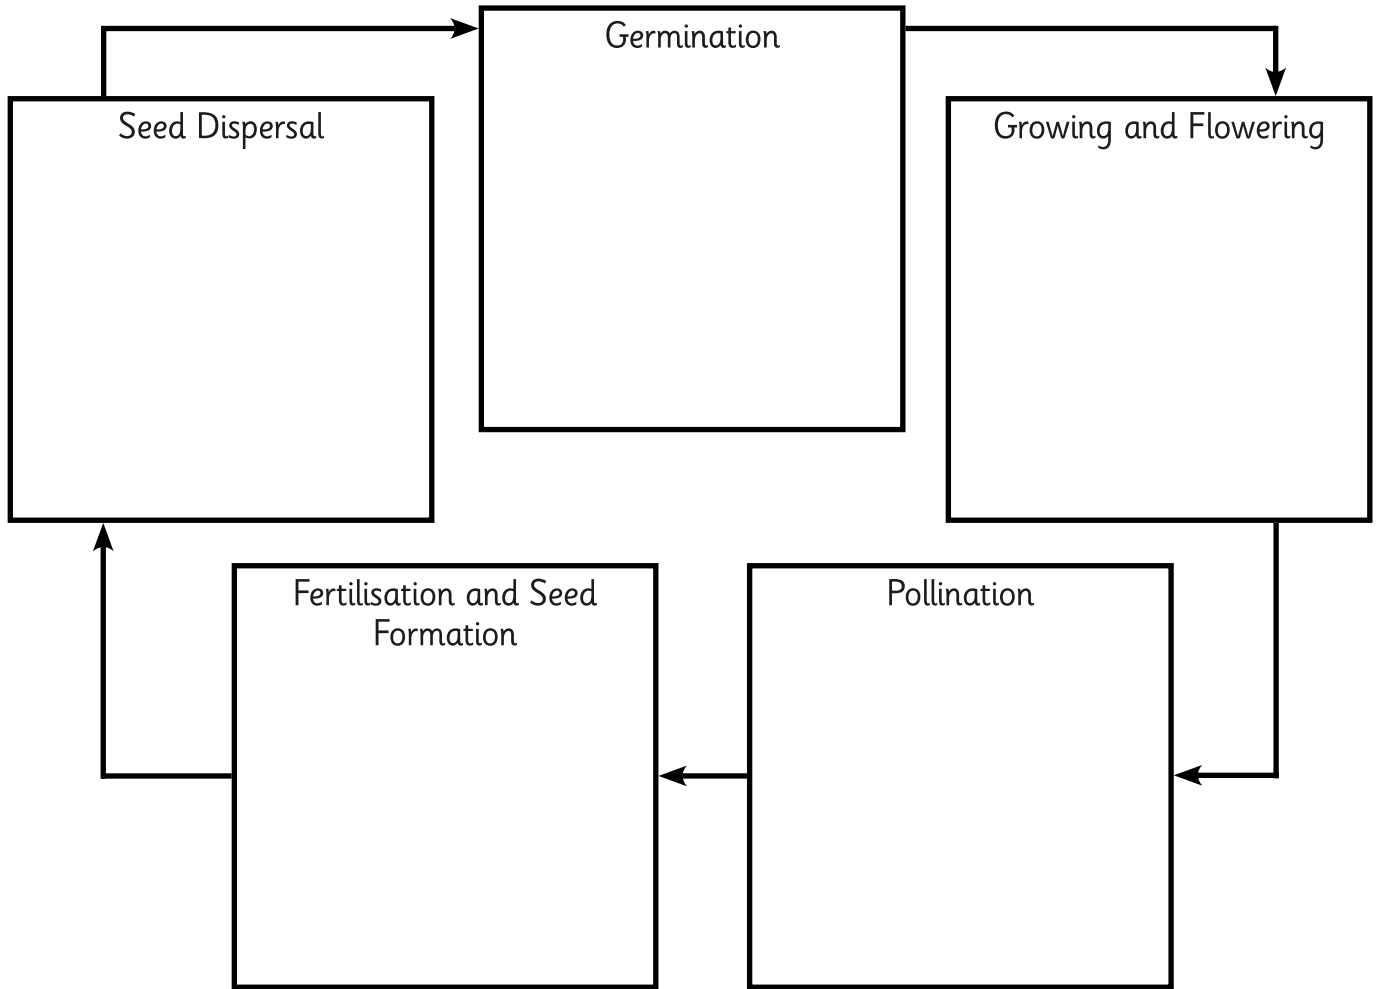 Germination
Seed Dispersal
Growing and Flowering
Fertilisation and Seed
Formation
Pollination